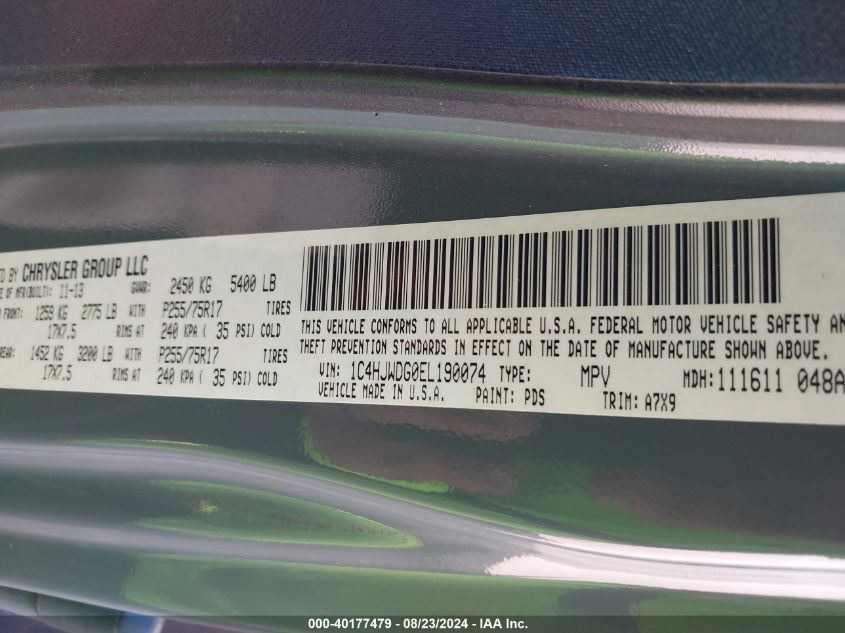 FD BY CHRYSLER GROUP LLC
E OF MFR(BUILT): 11-13 GVWR: 2450 KG 5400 LB
FRONT: 1259 KG 2775 LB WITH P255/75R17 TIRES
17X7.5 RIMS AT 240 KPA ( 35 PSI) COLD
REAR: 1452 KG 3200 LB WITH P255/75R17 TIRES
17X7.5 RIMS AT 240 KPA ( 35 PSI) COLD
THIS VEHICLE CONFORMS TO ALL APPLICABLE U.S.A. FEDERAL MOTOR VEHICLE SAFETY AN
THEFT PREVENTION STANDARDS IN EFFECT ON THE DATE OF MANUFACTURE SHOWN ABOVE.
VIN: 1C4HJWDG0EL190074 TYPE: MPV MDH: 111611 048A
VEHICLE MADE IN U.S.A. PAINT: PDS TRIM: A7X9
000-40177479 - 08/23/2024 - IAA Inc.